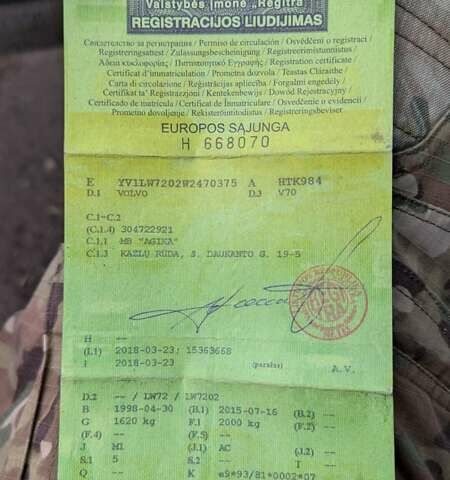 Valstybės įmonė „Regitra"
REGISTRACIJOS LIUDIJIMAS
Свидетелство за регистрация / Permiso de circulación / Osvědčení o registraci /
Registreringsattest / Zulassungsbescheinigung / Registreerimistunnistus /
Άδεια κυκλοφορίας / Πιστοποιητικό Εγγραφής / Registration certificate /
Certificat d'immatriculation / Prometna dozvola / Teastas Cláraithe /
Carta di circolazione / Reģistrācijas apliecība / Forgalmi engedély /
Ċertifikat ta' Reġistrazzjoni / Kentekenbewijs / Dowód Rejestracyjny /
Certificado de matrícula / Certificat de Înmatriculare / Osvedčenie o evidencii /
Prometno dovoljenje / Rekisteröintitodistus / Registreringsbeviset
EUROPOS SĄJUNGA
H 668070
E YV1LW7202W2470375 A HTK984
D.1 VOLVO D.3 V70
C.1=C.2
(C.1.4) 304722921
C.1.1 MB "AGIKA"
C.1.3 KAZLŲ RŪDA, S. DAUKANTO G. 19-5
H --
(I.1) 2018-03-23; 15363668
I 2018-03-23 (parašas) A.V.
D.2 -- / LW72 / LW7202
B 1998-04-30 (B.1) 2015-07-16 (B.2) --
G 1620 kg F.1 2000 kg
(F.4) -- (F.5) --
J M1 (J.1) AC (J.2) --
S.1 5 S.2 -- T --
Q -- K e9*93/81*0002*07